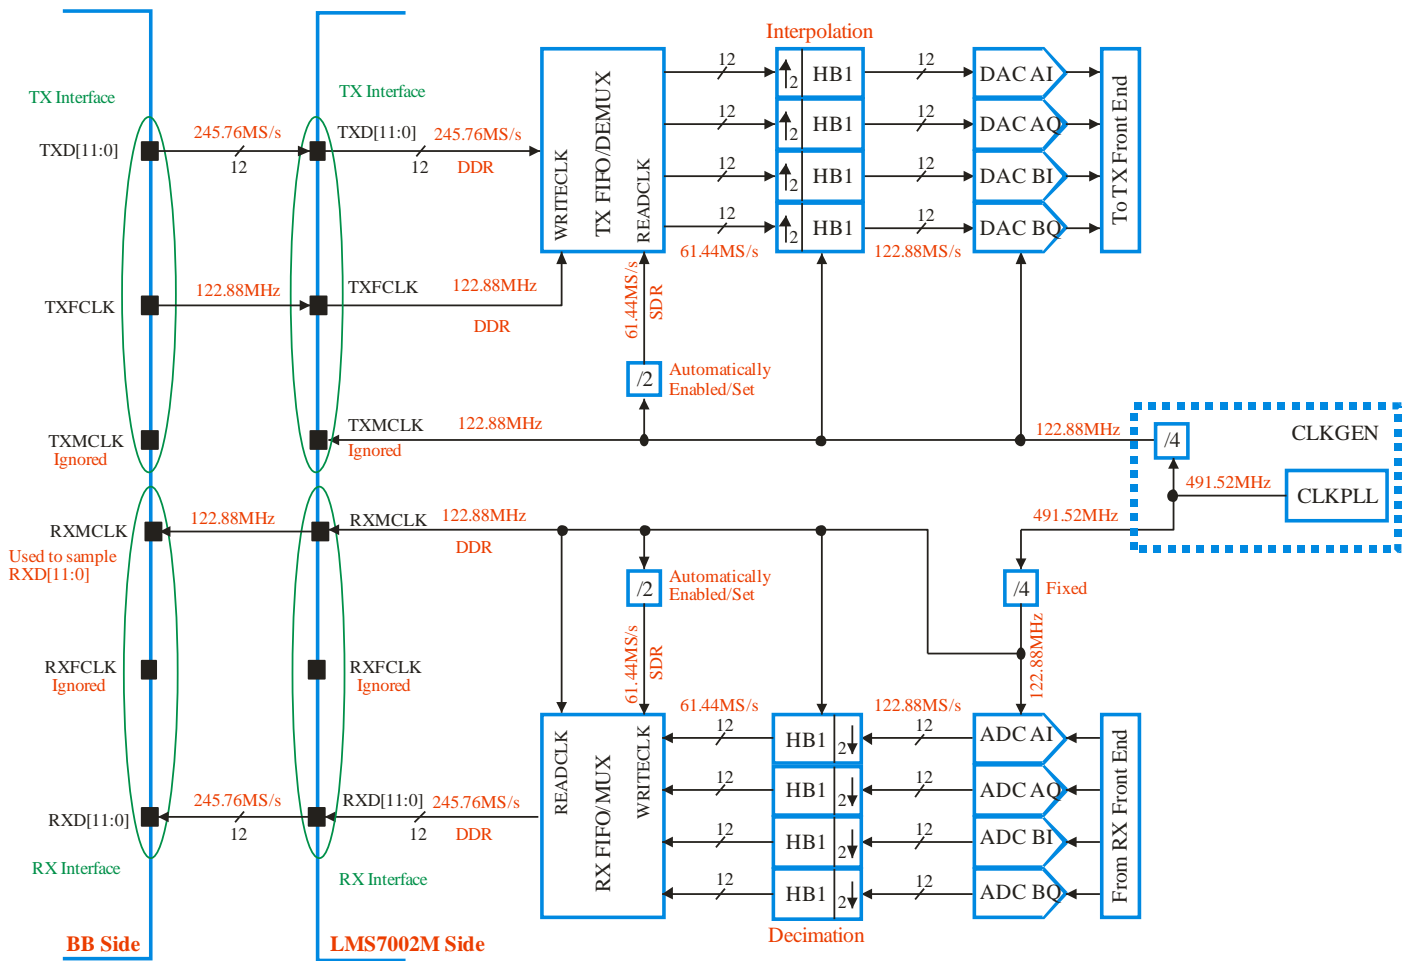 Interpolation
TX Interface
TX Interface
TXD[11:0]
245.76MS/s
12
TXD[11:0]
245.76MS/s
12
DDR
WRITECLK
TX FIFO/DEMUX
READCLK
12
2
HB1
12
DAC AI
12
2
HB1
12
DAC AQ
12
2
HB1
12
DAC BI
12
2
HB1
12
DAC BQ
61.44MS/s
122.88MS/s
To TX Front End
TXFCLK
122.88MHz
TXFCLK
122.88MHz
DDR
61.44MS/s
SDR
/2
Automatically
Enabled/Set
TXMCLK
Ignored
TXMCLK
Ignored
122.88MHz
122.88MHz
/4
CLKGEN
491.52MHz
CLKPLL
RXMCLK
Used to sample
RXD[11:0]
122.88MHz
RXMCLK
122.88MHz
DDR
491.52MHz
/2
Automatically
Enabled/Set
/4
Fixed
61.44MS/s
SDR
122.88MHz
RXFCLK
Ignored
RXFCLK
Ignored
61.44MS/s
122.88MS/s
READCLK
RX FIFO/MUX
WRITECLK
12
HB1
2
12
ADC AI
12
HB1
2
12
ADC AQ
12
HB1
2
12
ADC BI
12
HB1
2
12
ADC BQ
From RX Front End
RXD[11:0]
245.76MS/s
12
RXD[11:0]
245.76MS/s
12
DDR
RX Interface
RX Interface
Decimation
BB Side
LMS7002M Side